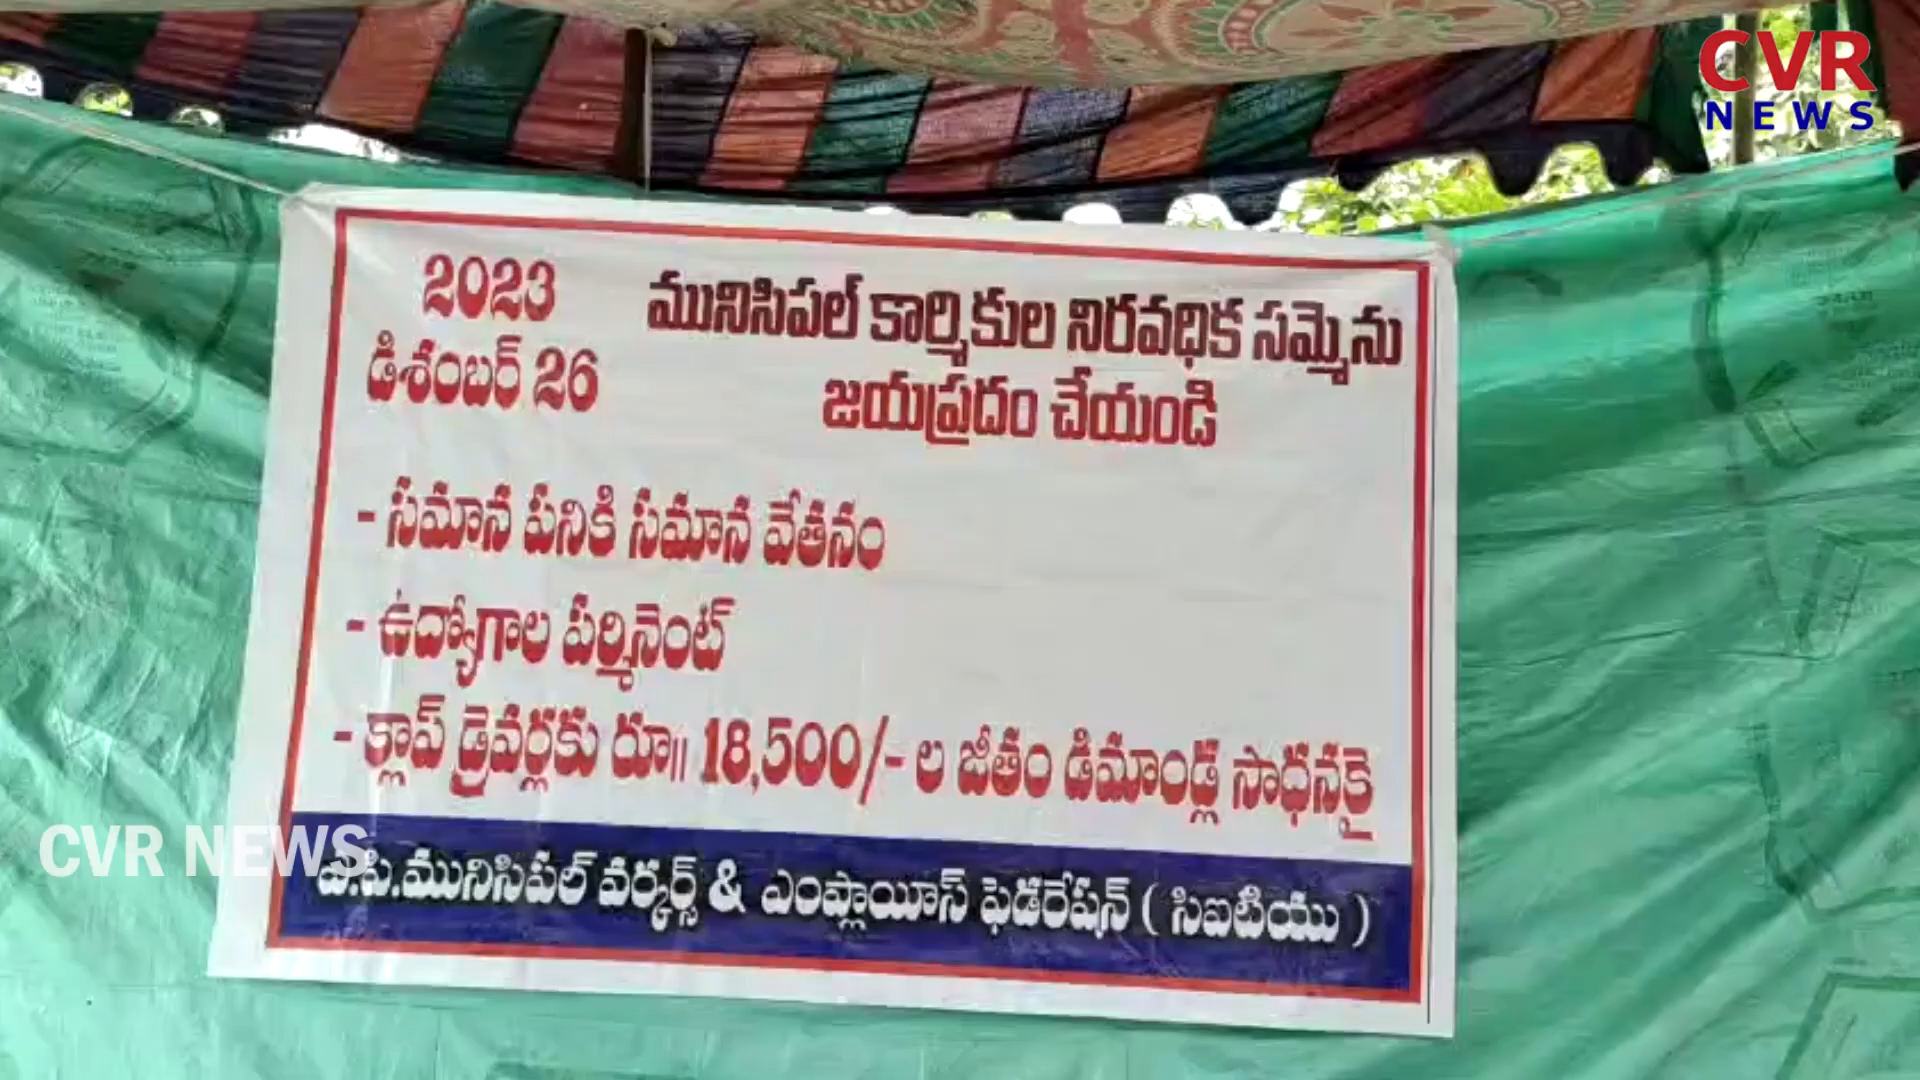 CVR
NEWS
2023
డిశంబర్ 26
మునిసిపల్ కార్మికుల నిరవధిక సమ్మెను
జయప్రదం చేయండి
- సమాన పనికి సమాన వేతనం
- ఉద్యోగాల పర్మినెంట్
- క్లాప్ డ్రైవర్లకు రూ॥ 18,500/- ల జీతం డిమాండ్ల సాధనకై
CVR NEWS
ఎ.పి.మునిసిపల్ వర్కర్స్ & ఎంప్లాయీస్ ఫెడరేషన్ ( సిఐటియు )